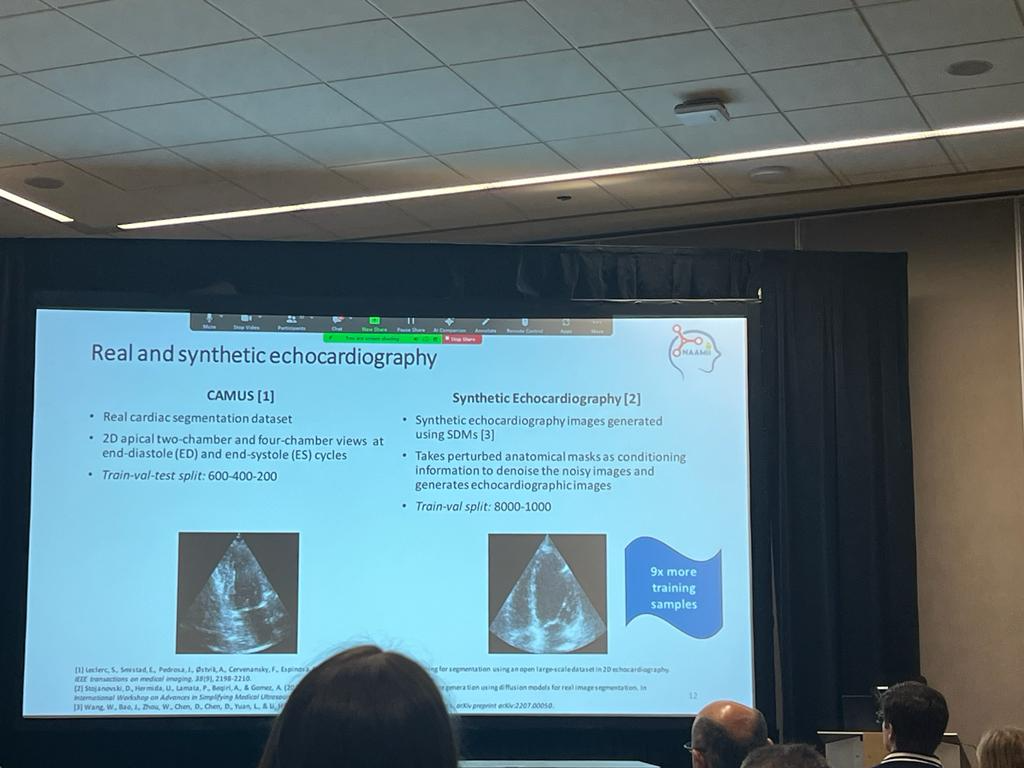 Mute Stop Video Participants Chat New Share Pause Share AI Companion Annotate Remote Control Apps More
You are screen sharing Stop Share
Real and synthetic echocardiography
NAAMII
CAMUS [1]
• Real cardiac segmentation dataset
• 2D apical two-chamber and four-chamber views at
end-diastole (ED) and end-systole (ES) cycles
• Train-val-test split: 600-400-200
Synthetic Echocardiography [2]
• Synthetic echocardiography images generated
using SDMs [3]
• Takes perturbed anatomical masks as conditioning
information to denoise the noisy images and
generates echocardiographic images
• Train-val split: 8000-1000
9x more
training
samples
[1] Leclerc, S., Smistad, E., Pedrosa, J., Østvik, A., Cervenansky, F., Espinosa, for segmentation using an open large-scale dataset in 2D echocardiography.
IEEE transactions on medical imaging, 38(9), 2198-2210.
[2] Stojanovski, D., Hermida, U., Lamata, P., Beqiri, A., & Gomez, A. generation using diffusion models for real image segmentation. In
International Workshop on Advances in Simplifying Medical
[3] Wang, W., Bao, J., Zhou, W., Chen, D., Chen, D., Yuan, L., & Li, arXiv preprint arXiv:2207.00050.
12